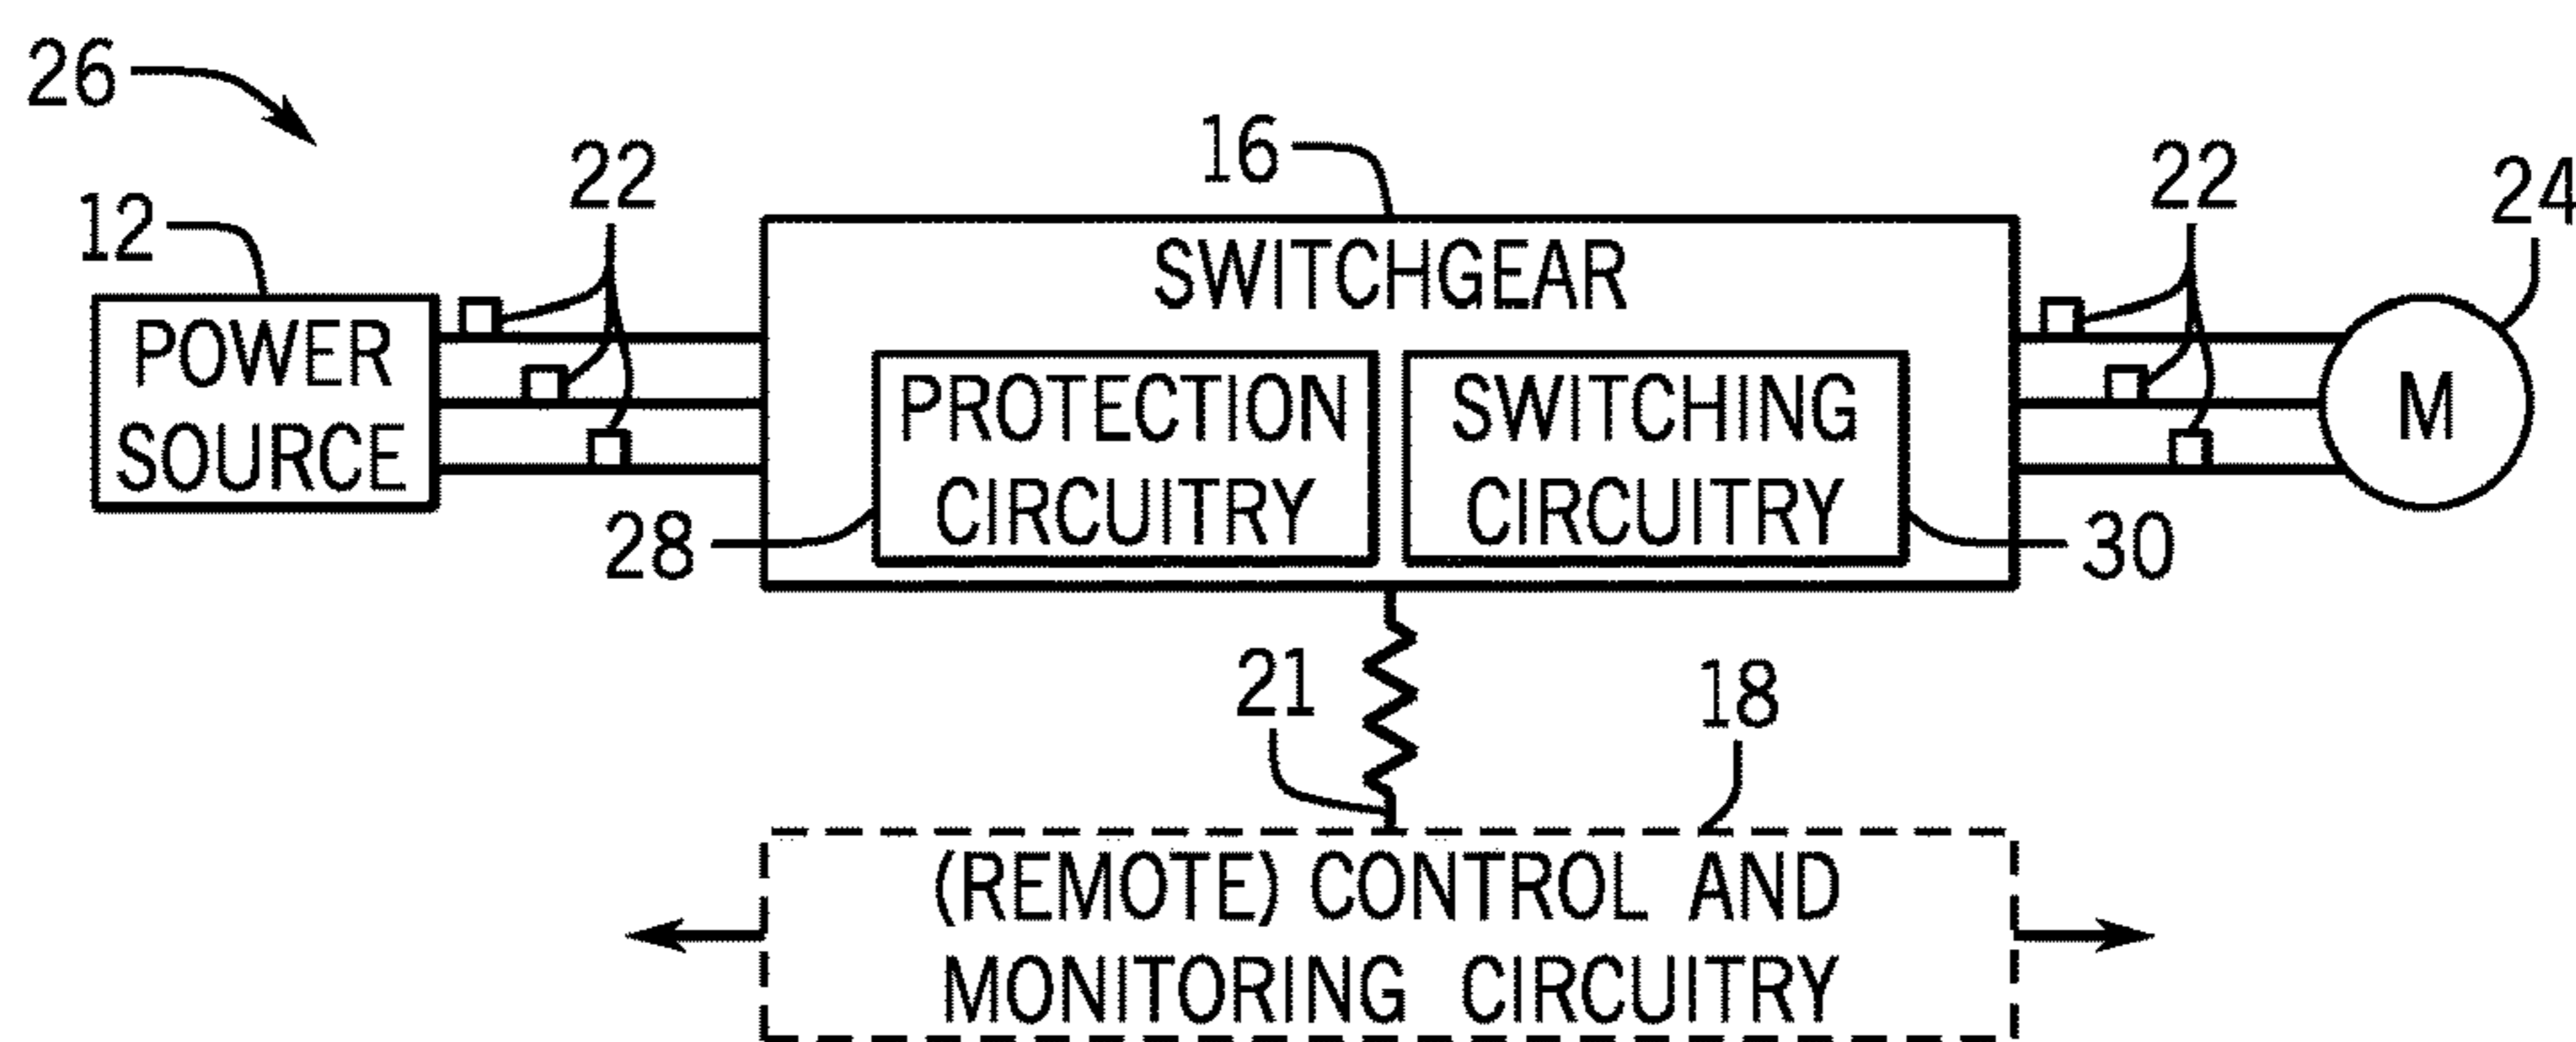 26
12
22
16
22
24
POWER
SOURCE
SWITCHGEAR
PROTECTION
CIRCUITRY
SWITCHING
CIRCUITRY
M
28
30
21
18
(REMOTE) CONTROL AND
MONITORING CIRCUITRY